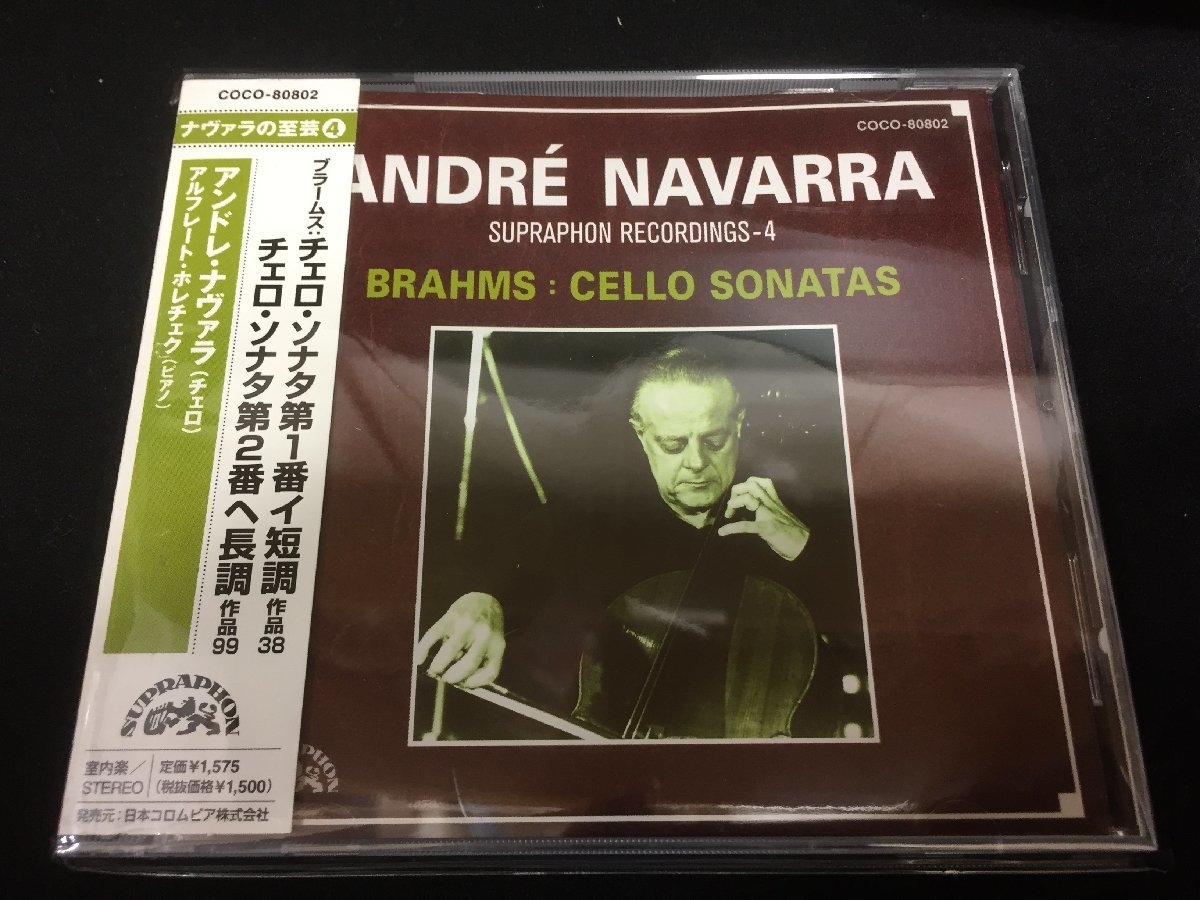 COCO-80802
ナヴァラの至芸4
ブラームス:チェロ・ソナタ第1番イ短調 作品38
チェロ・ソナタ第2番ヘ長調 作品99
アンドレ・ナヴァラ(チェロ)
アルフレート・ホレチェク(ピアノ)
SUPRAPHON
室内楽/
STEREO
定価¥1,575
(税抜価格¥1,500)
発売元:日本コロムビア株式会社
COCO-80802
ANDRÉ NAVARRA
SUPRAPHON RECORDINGS-4
BRAHMS : CELLO SONATAS
SUPRAPHON